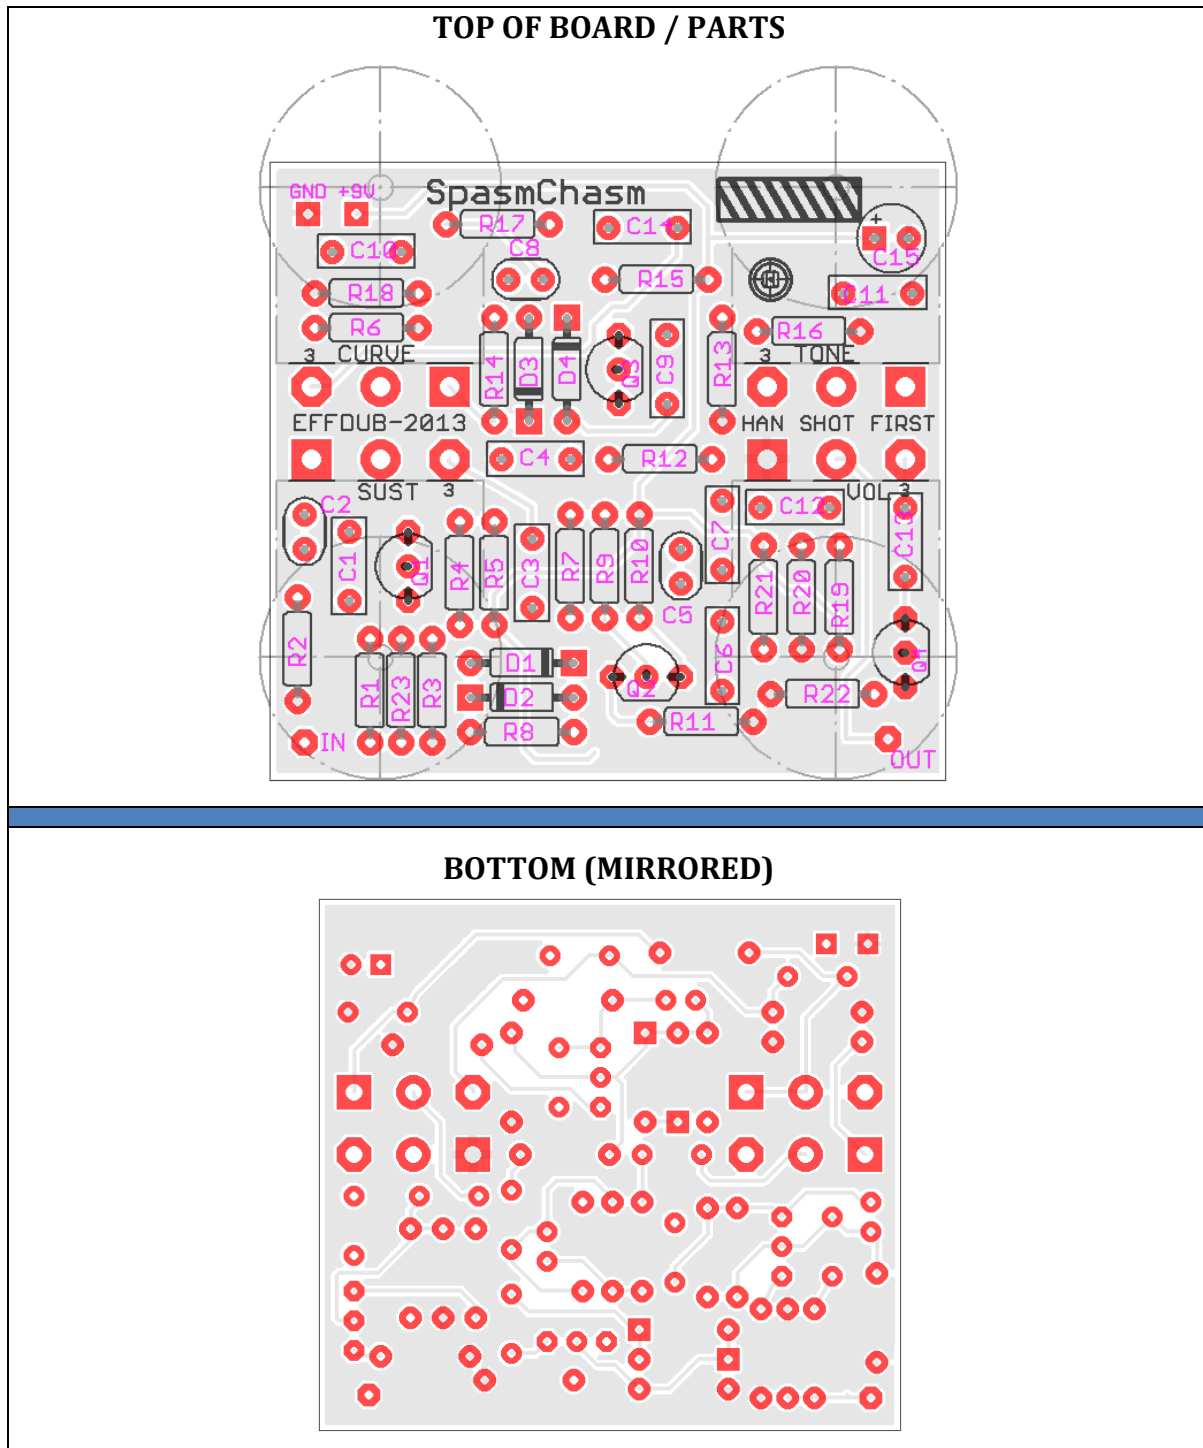 TOP OF BOARD / PARTS
GND +9V SpasmChasm
+
R17 C14
C8 C10 C15
R18 R15 C11
R6 R16
3 CURVE R14 D3 D4 Q3 C9 R13 3 TONE
EFFDUB-2013 HAN SHOT FIRST
C4 R12
SUST 3 VOL 3
C2 C12 C13
C1 Q1 R4 R5 C3 R7 R9 R10 C7
R21 R20 R19
C5
R2 D1 C6 Q4
R1 R23 R3 D2 Q2 R22
IN R8 R11
OUT
BOTTOM (MIRRORED)